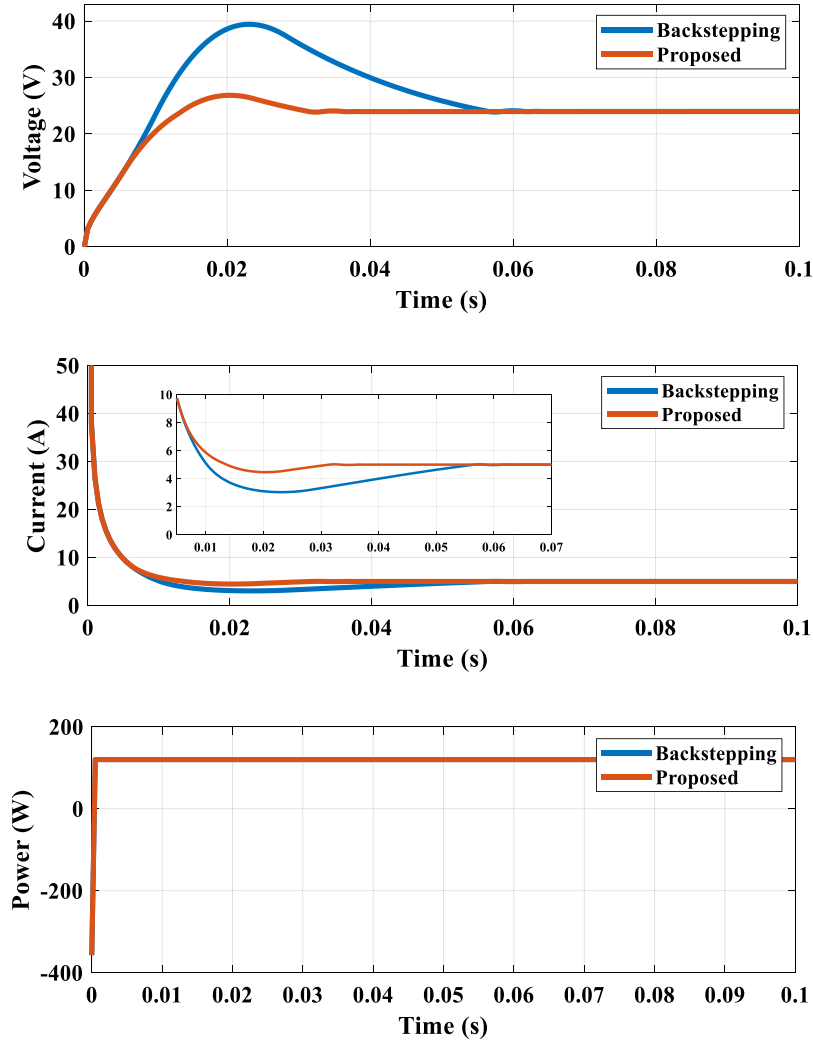 Voltage (V)
40
30
20
10
0
Backstepping
Proposed
0 0.02 0.04 0.06 0.08 0.1
Time (s)
Current (A)
50
40
30
20
10
0
Backstepping
Proposed
10
8
6
4
2
0
0.01 0.02 0.03 0.04 0.05 0.06 0.07
0 0.02 0.04 0.06 0.08 0.1
Time (s)
Power (W)
200
0
-200
-400
Backstepping
Proposed
0 0.01 0.02 0.03 0.04 0.05 0.06 0.07 0.08 0.09 0.1
Time (s)